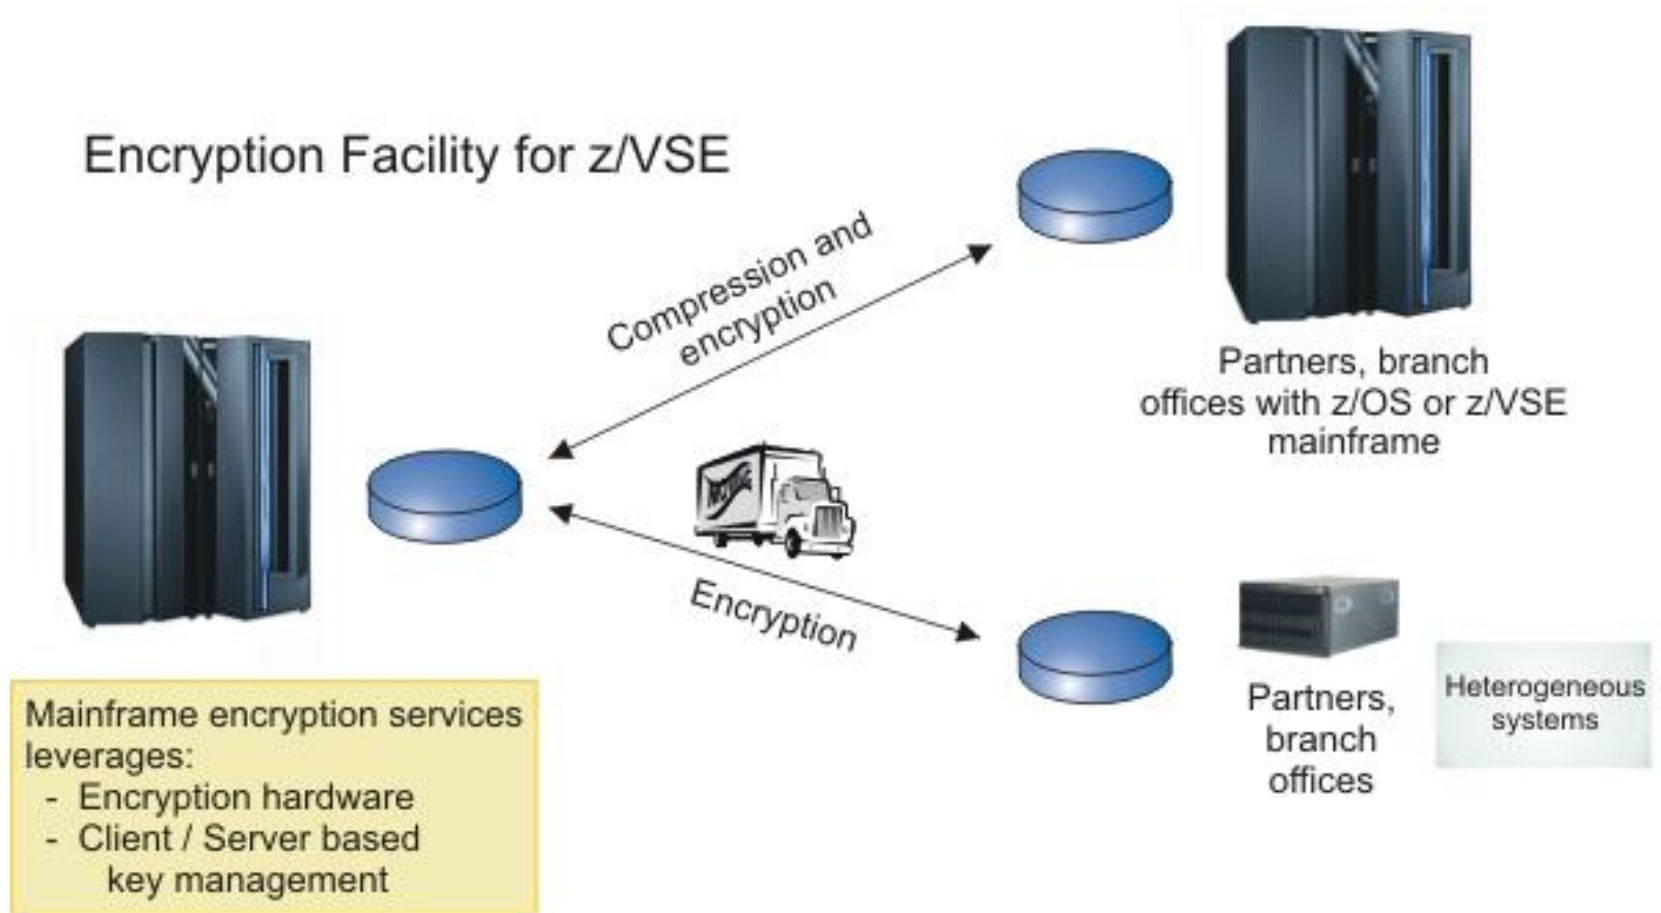 Encryption Facility for z/VSE
Compression and
encryption
Partners, branch
offices with z/OS or z/VSE
mainframe
Encryption
Partners,
branch
offices
Heterogeneous
systems
Mainframe encryption services
leverages:
- Encryption hardware
- Client / Server based
key management